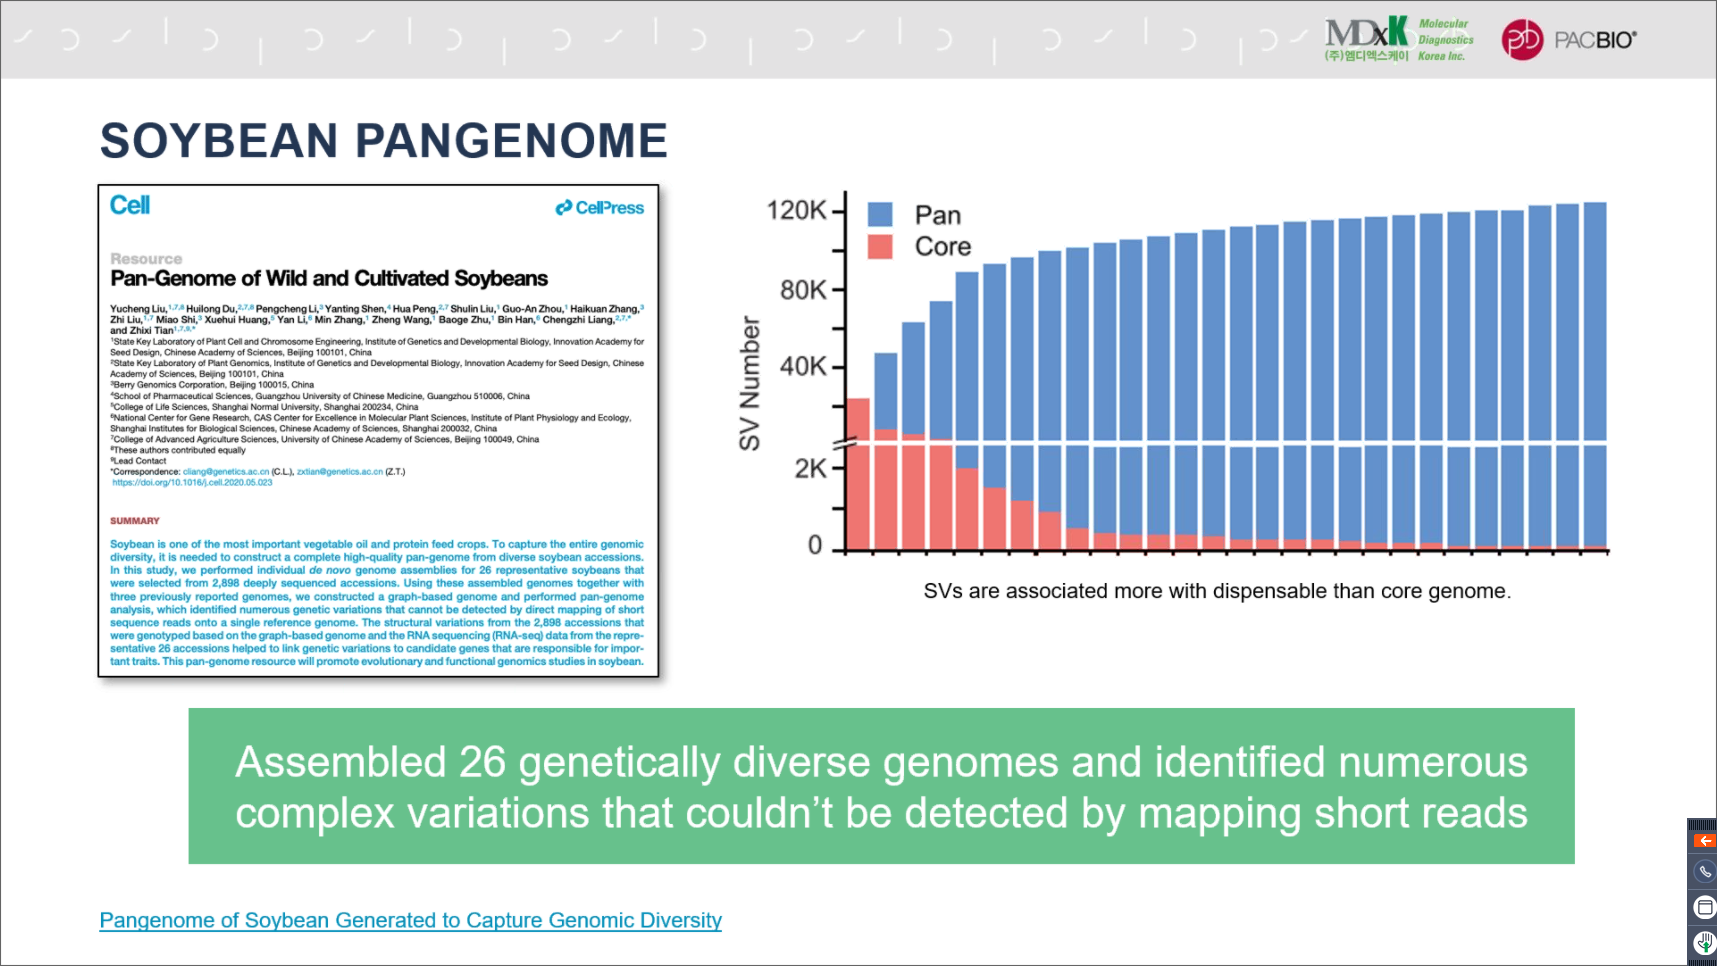 MDxK Molecular
Diagnostics
(주)엠디엑스케이 Korea Inc.
PACBIO®
SOYBEAN PANGENOME
Cell
CellPress
Resource
Pan-Genome of Wild and Cultivated Soybeans
Yucheng Liu,1,7,8 Huilong Du,2,7,8 Pengcheng Li,3 Yanting Shen,4 Hua Peng,2,7 Shulin Liu,1 Guo-An Zhou,1 Haikuan Zhang,3
Zhi Liu,1,7 Miao Shi,3 Xuehui Huang,5 Yan Li,6 Min Zhang,1 Zheng Wang,1 Baoge Zhu,1 Bin Han,6 Chengzhi Liang,2,7,*
and Zhixi Tian1,7,9,*
1State Key Laboratory of Plant Cell and Chromosome Engineering, Institute of Genetics and Developmental Biology, Innovation Academy for
Seed Design, Chinese Academy of Sciences, Beijing 100101, China
2State Key Laboratory of Plant Genomics, Institute of Genetics and Developmental Biology, Innovation Academy for Seed Design, Chinese
Academy of Sciences, Beijing 100101, China
3Berry Genomics Corporation, Beijing 100015, China
4School of Pharmaceutical Sciences, Guangzhou University of Chinese Medicine, Guangzhou 510006, China
5College of Life Sciences, Shanghai Normal University, Shanghai 200234, China
6National Center for Gene Research, CAS Center for Excellence in Molecular Plant Sciences, Institute of Plant Physiology and Ecology,
Shanghai Institutes for Biological Sciences, Chinese Academy of Sciences, Shanghai 200032, China
7College of Advanced Agriculture Sciences, University of Chinese Academy of Sciences, Beijing 100049, China
8These authors contributed equally
9Lead Contact
*Correspondence: cliang@genetics.ac.cn (C.L.), zxtian@genetics.ac.cn (Z.T.)
https://doi.org/10.1016/j.cell.2020.05.023
SUMMARY
Soybean is one of the most important vegetable oil and protein feed crops. To capture the entire genomic
diversity, it is needed to construct a complete high-quality pan-genome from diverse soybean accessions.
In this study, we performed individual de novo genome assemblies for 26 representative soybeans that
were selected from 2,898 deeply sequenced accessions. Using these assembled genomes together with
three previously reported genomes, we constructed a graph-based genome and performed pan-genome
analysis, which identified numerous genetic variations that cannot be detected by direct mapping of short
sequence reads onto a single reference genome. The structural variations from the 2,898 accessions that
were genotyped based on the graph-based genome and the RNA sequencing (RNA-seq) data from the repre-
sentative 26 accessions helped to link genetic variations to candidate genes that are responsible for impor-
tant traits. This pan-genome resource will promote evolutionary and functional genomics studies in soybean.
SV Number
120K
80K
40K
2K
0
Pan
Core
SVs are associated more with dispensable than core genome.
Assembled 26 genetically diverse genomes and identified numerous
complex variations that couldn't be detected by mapping short reads
Pangenome of Soybean Generated to Capture Genomic Diversity